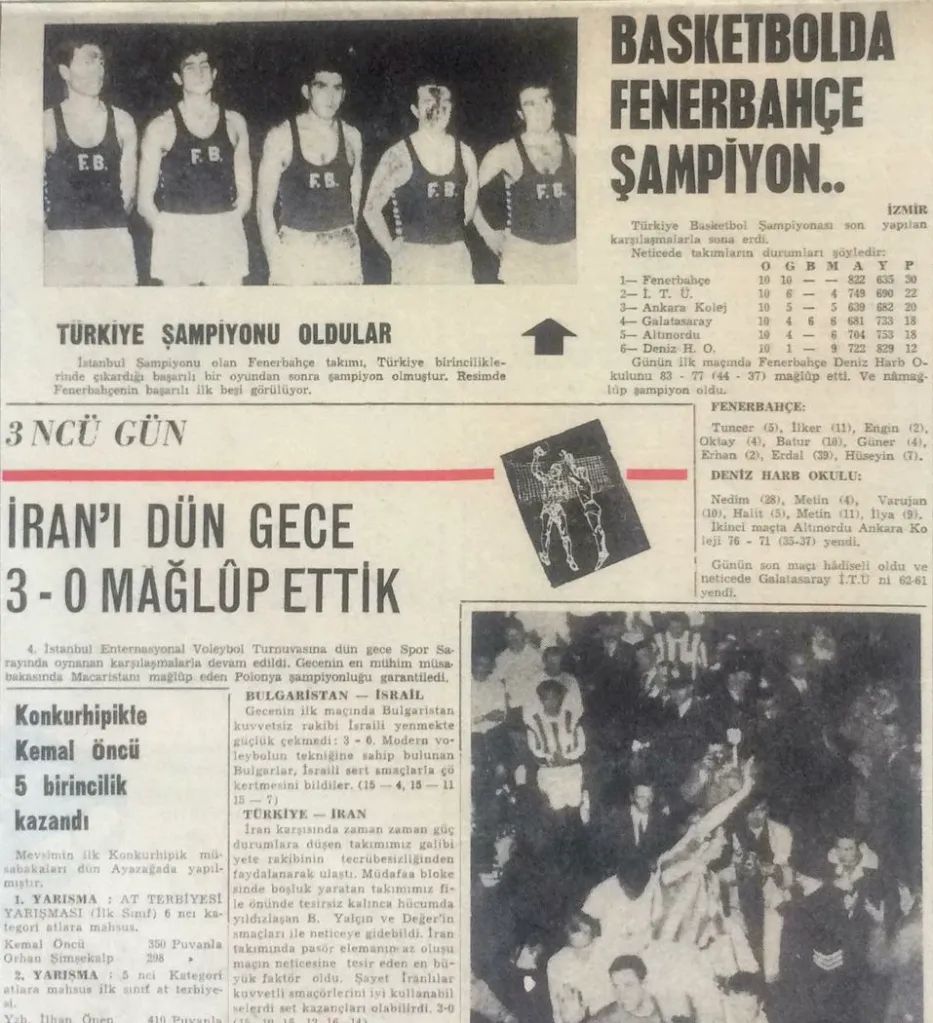 F.B.
F.B.
F.B.
F.B.
F.B.
TÜRKİYE ŞAMPİYONU OLDULAR
İstanbul Şampiyonu olan Fenerbahçe takımı, Türkiye birincilikle-
rinde çıkardığı başarılı bir oyundan sonra şampiyon olmuştur. Resimde
Fenerbahçenin başarılı ilk beşi görülüyor.
BASKETBOLDA
FENERBAHÇE
ŞAMPİYON..
İZMİR
Türkiye Basketbol Şampiyonası son yapılan
karşılaşmalarla sona erdi.
Neticede takımların durumları şöyledir:
O G B M A Y P
1— Fenerbahçe 10 10 — — 822 635 30
2— İ. T. Ü. 10 6 — 4 749 690 22
3— Ankara Kolej 10 5 — 5 639 682 20
4— Galatasaray 10 4 6 6 681 733 18
5— Altınordu 10 4 — 6 704 753 18
6— Deniz H. O. 10 1 — 9 722 829 12
Günün ilk maçında Fenerbahçe Deniz Harb O-
kulunu 83 - 77 (44 - 37) mağlûp etti. Ve nâmağ-
lûp şampiyon oldu.
FENERBAHÇE:
Tuncer (5), İlker (11), Engin (2),
Oktay (4), Batur (10), Güner (4),
Erhan (2), Erdal (39), Hüseyin (7).
DENİZ HARB OKULU:
Nedim (28), Metin (4), Varujan
(10), Halit (5), Metin (11), İlya (9).
İkinci maçta Altınordu Ankara Ko
leji 76 - 71 (35-37) yendi.
Günün son maçı hâdiseli oldu ve
neticede Galatasaray İ.T.Ü ni 62-61
yendi.
3 NCÜ GÜN
İRAN'I DÜN GECE
3 - 0 MAĞLÛP ETTİK
4. İstanbul Enternasyonal Voleybol Turnuvasına dün gece Spor Sa-
rayında oynanan karşılaşmalarla devam edildi. Gecenin en mühim müsa-
bakasında Macaristanı mağlûp eden Polonya şampiyonluğu garantiledi.
Konkurhipikte
Kemal öncü
5 birincilik
kazandı
Mevsimin ilk Konkurhipik mü-
sabakaları dün Ayazağada yapıl-
mıştır.
1. YARIŞMA : AT TERBİYESİ
YARIŞMASI (İlk Sınıf) 6 ncı ka-
tegori atlara mahsus.
Kemal Öncü 350 Puvanla
Orhan Şimşekalp 298 »
2. YARIŞMA : 5 nci Kategori
atlara mahsus ilk sınıf at terbiye-
si.
Yzb. İlhan Önen 410 Puvanla
BULGARİSTAN — İSRAİL
Gecenin ilk maçında Bulgaristan
kuvvetsiz rakibi İsraili yenmekte
güçlük çekmedi: 3 - 0. Modern vo-
leybolun tekniğine sahip bulunan
Bulgarlar, İsraili sert smaçlarla çö
kertmesini bildiler. (15 — 4, 15 — 11
15 — 7)
TÜRKİYE — İRAN
İran karşısında zaman zaman güç
durumlara düşen takımımız galibi
yete rakibinin tecrübesizliğinden
faydalanarak ulaştı. Müdafaa bloke
sinde boşluk yaratan takımımız fi-
le önünde tesirsiz kalınca hücumda
yıldızlaşan B. Yalçın ve Değer'in
smaçları ile neticeye gidebildi. İran
takımında pasör elemanın az oluşu
maçın neticesine tesir eden en bü-
yük faktör oldu. Şayet İranlılar
kuvvetli smaçörlerini iyi kullanabil
selerdi set kazançları olabilirdi. 3-0